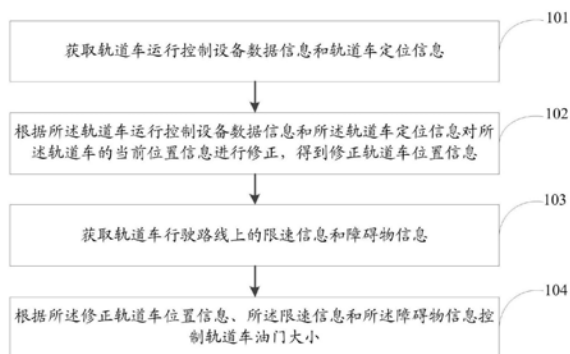 101
获取轨道车运行控制设备数据信息和轨道车定位信息
102
根据所述轨道车运行控制设备数据信息和所述轨道车定位信息对所
述轨道车的当前位置信息进行修正，得到修正轨道车位置信息
103
获取轨道车行驶路线上的限速信息和障碍物信息
104
根据所述修正轨道车位置信息、所述限速信息和所述障碍物信息控
制轨道车油门大小